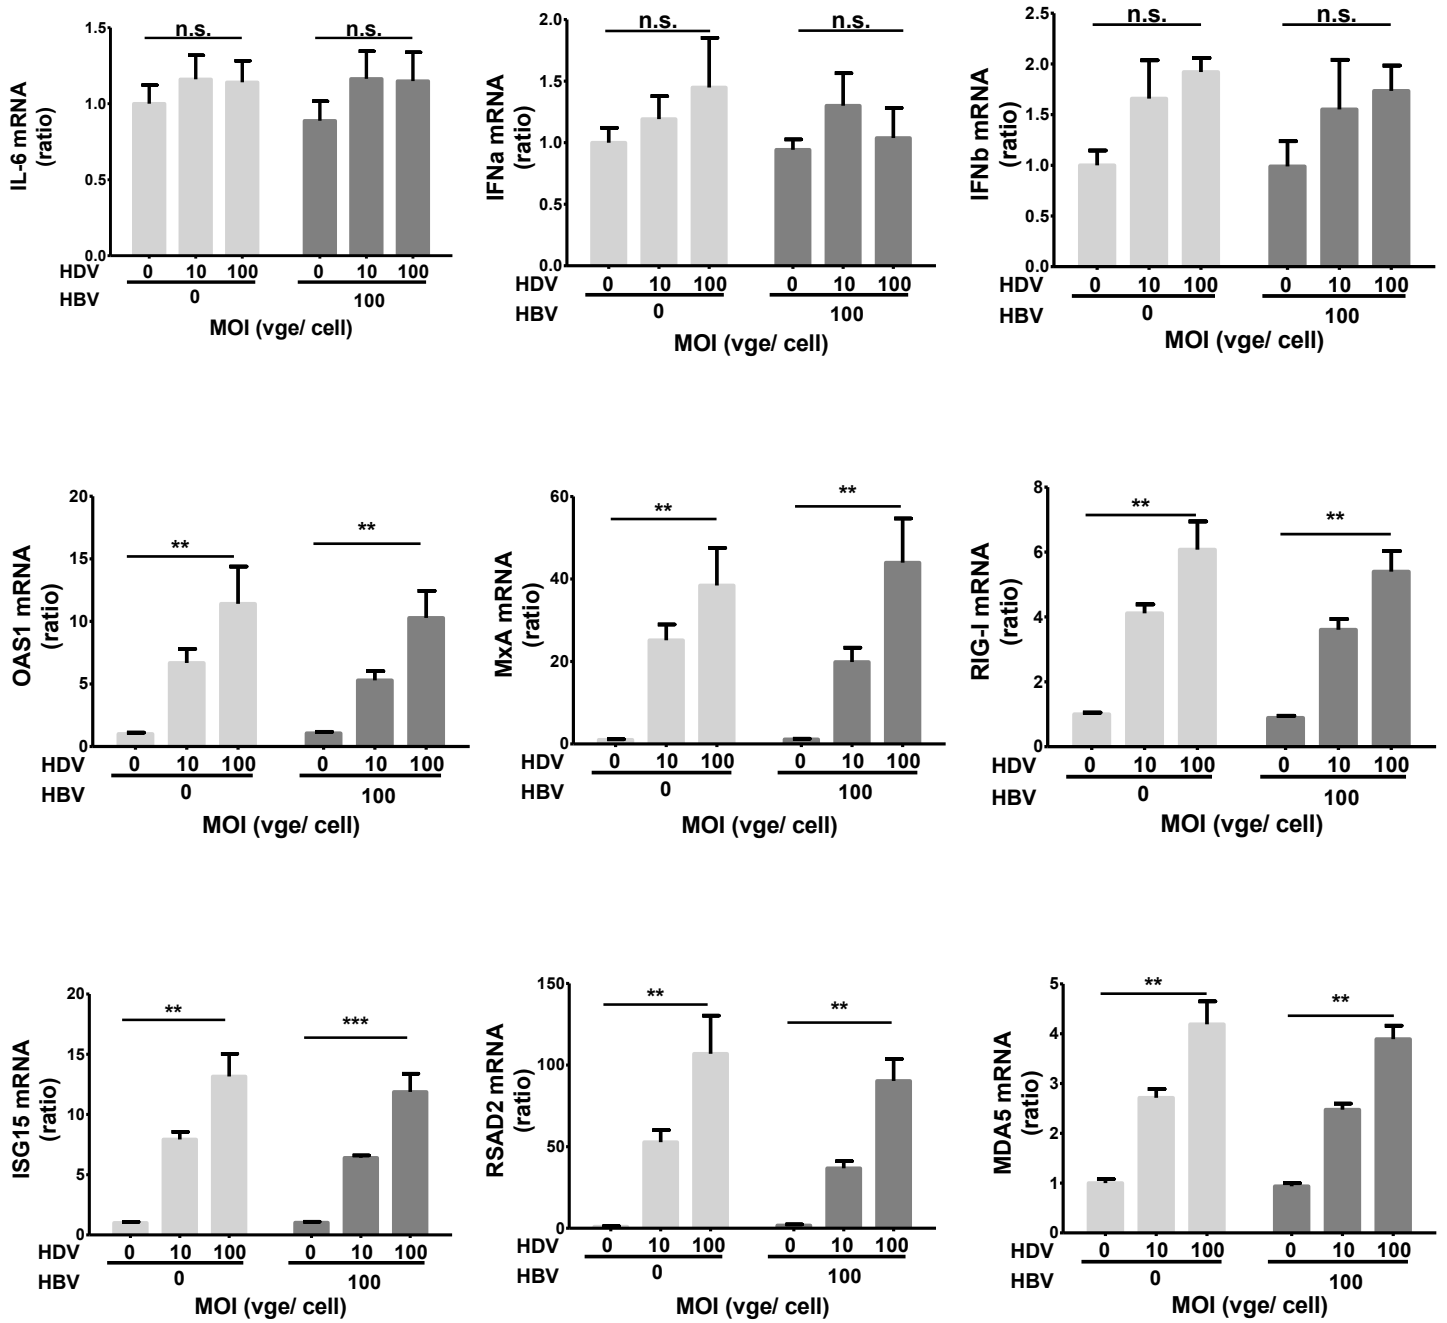 IL-6 mRNA
(ratio)
1.5
1.0
0.5
0.0
n.s.
n.s.
HDV 0 10 100 0 10 100
HBV 0 100
MOI (vge/ cell)
IFNa mRNA
(ratio)
2.0
1.5
1.0
0.5
0.0
n.s.
n.s.
HDV 0 10 100 0 10 100
HBV 0 100
MOI (vge/ cell)
IFNb mRNA
(ratio)
2.5
2.0
1.5
1.0
0.5
0.0
n.s.
n.s.
HDV 0 10 100 0 10 100
HBV 0 100
MOI (vge/ cell)
OAS1 mRNA
(ratio)
20
15
10
5
0
**
**
HDV 0 10 100 0 10 100
HBV 0 100
MOI (vge/ cell)
MxA mRNA
(ratio)
60
40
20
0
**
**
HDV 0 10 100 0 10 100
HBV 0 100
MOI (vge/ cell)
RIG-I mRNA
(ratio)
8
6
4
2
0
**
**
HDV 0 10 100 0 10 100
HBV 0 100
MOI (vge/ cell)
ISG15 mRNA
(ratio)
20
15
10
5
0
**
***
HDV 0 10 100 0 10 100
HBV 0 100
MOI (vge/ cell)
RSAD2 mRNA
(ratio)
150
100
50
0
**
**
HDV 0 10 100 0 10 100
HBV 0 100
MOI (vge/ cell)
MDA5 mRNA
(ratio)
5
4
3
2
1
0
**
**
HDV 0 10 100 0 10 100
HBV 0 100
MOI (vge/ cell)